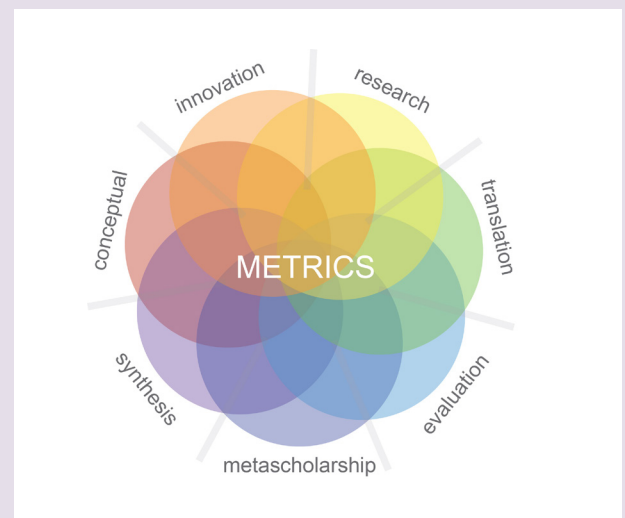 innovation
research
conceptual
translation
METRICS
synthesis
evaluation
metascholarship